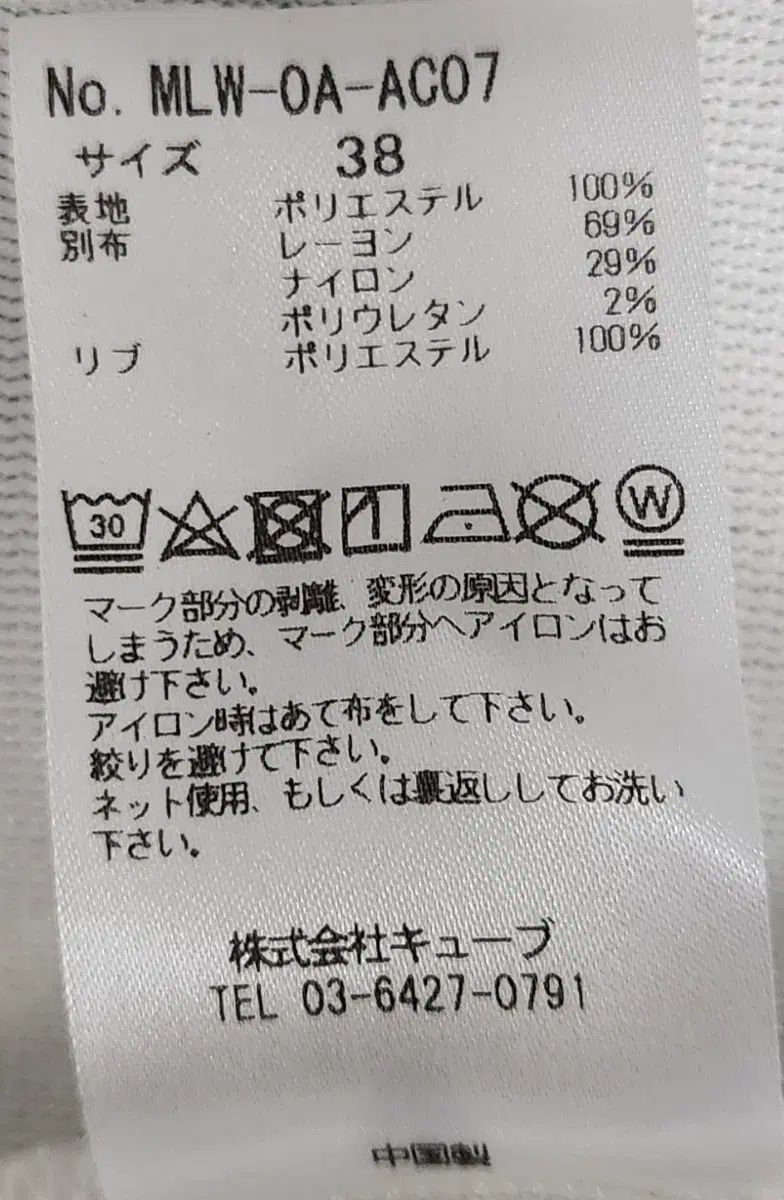 No. MLW-OA-AC07
サイズ 38
表地 ポリエステル 100%
別布 レーヨン 69%
ナイロン 29%
ポリウレタン 2%
リブ ポリエステル 100%
30 W
マーク部分の剥離、変形の原因となって
しまうため、マーク部分へアイロンはお
避け下さい。
アイロン時はあて布をして下さい。
絞りを避けて下さい。
ネット使用、もしくは裏返ししてお洗い
下さい。
株式会社キューブ
TEL 03-6427-0791
中国製